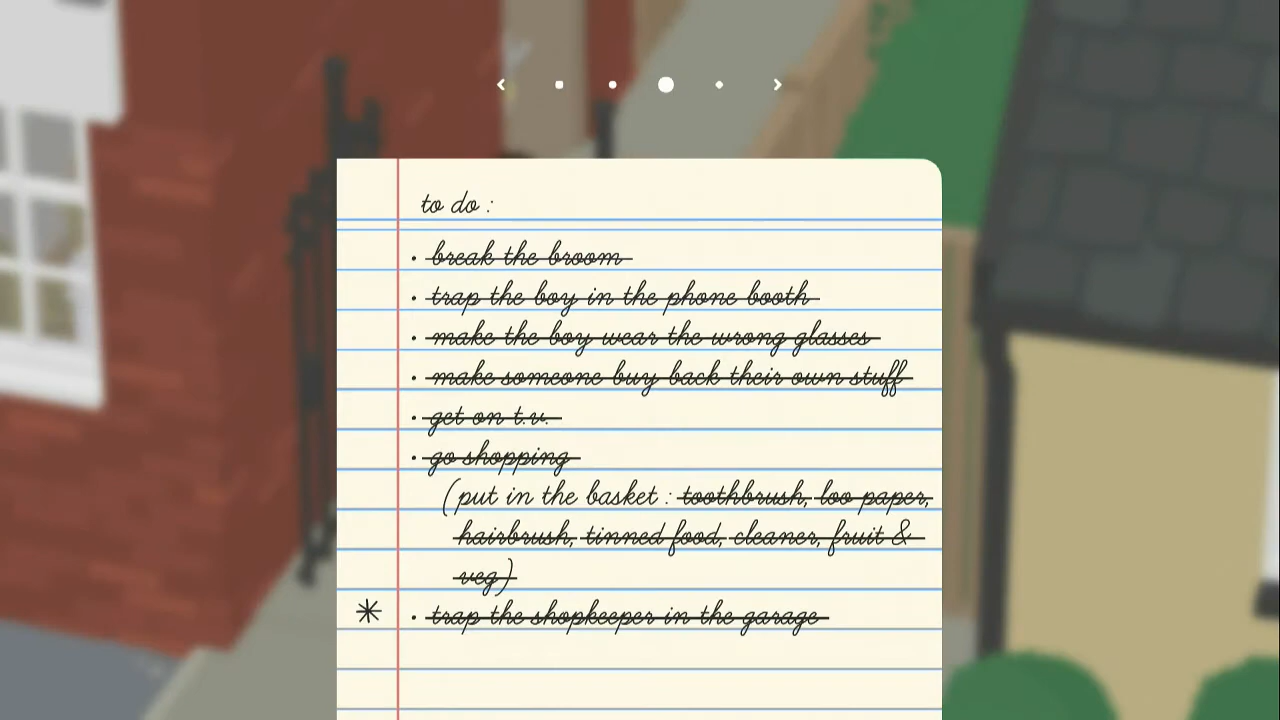 to do :
• break the broom
• trap the boy in the phone booth
• make the boy wear the wrong glasses
• make someone buy back their own stuff
• get on t.v.
• go shopping
(put in the basket : toothbrush, loo paper,
hairbrush, tinned food, cleaner, fruit &
veg)
* • trap the shopkeeper in the garage